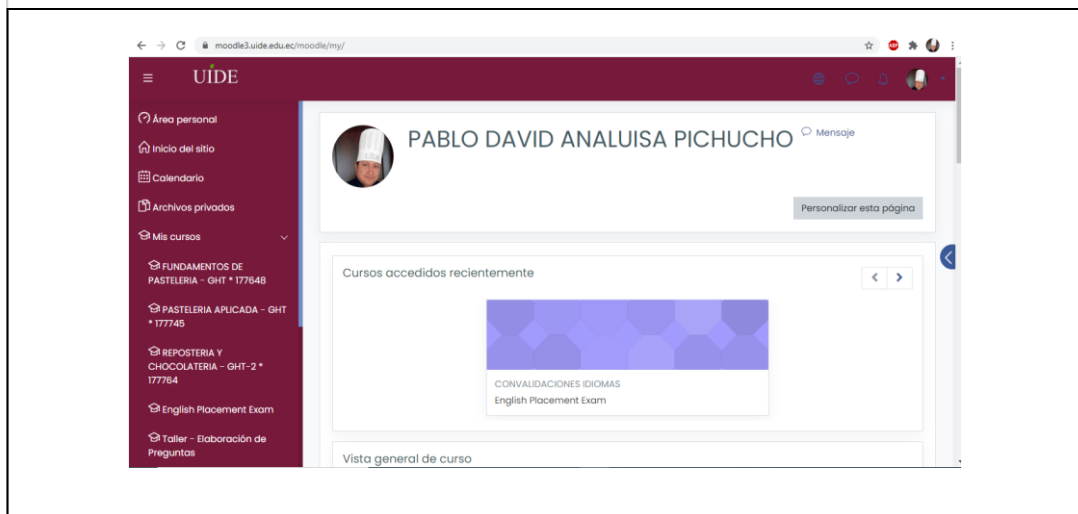 moodle3.uide.edu.ec/moodle/my/
UIDE
Área personal
Inicio del sitio
Calendario
Archivos privados
Mis cursos
FUNDAMENTOS DE
PASTELERIA - GHT * 177648
PASTELERIA APLICADA - GHT
* 177745
REPOSTERIA Y
CHOCOLATERIA - GHT-2 *
177764
English Placement Exam
Taller - Elaboración de
Preguntas
PABLO DAVID ANALUISA PICHUCHO
Mensaje
Personalizar esta página
Cursos accedidos recientemente
CONVALIDACIONES IDIOMAS
English Placement Exam
Vista general de curso